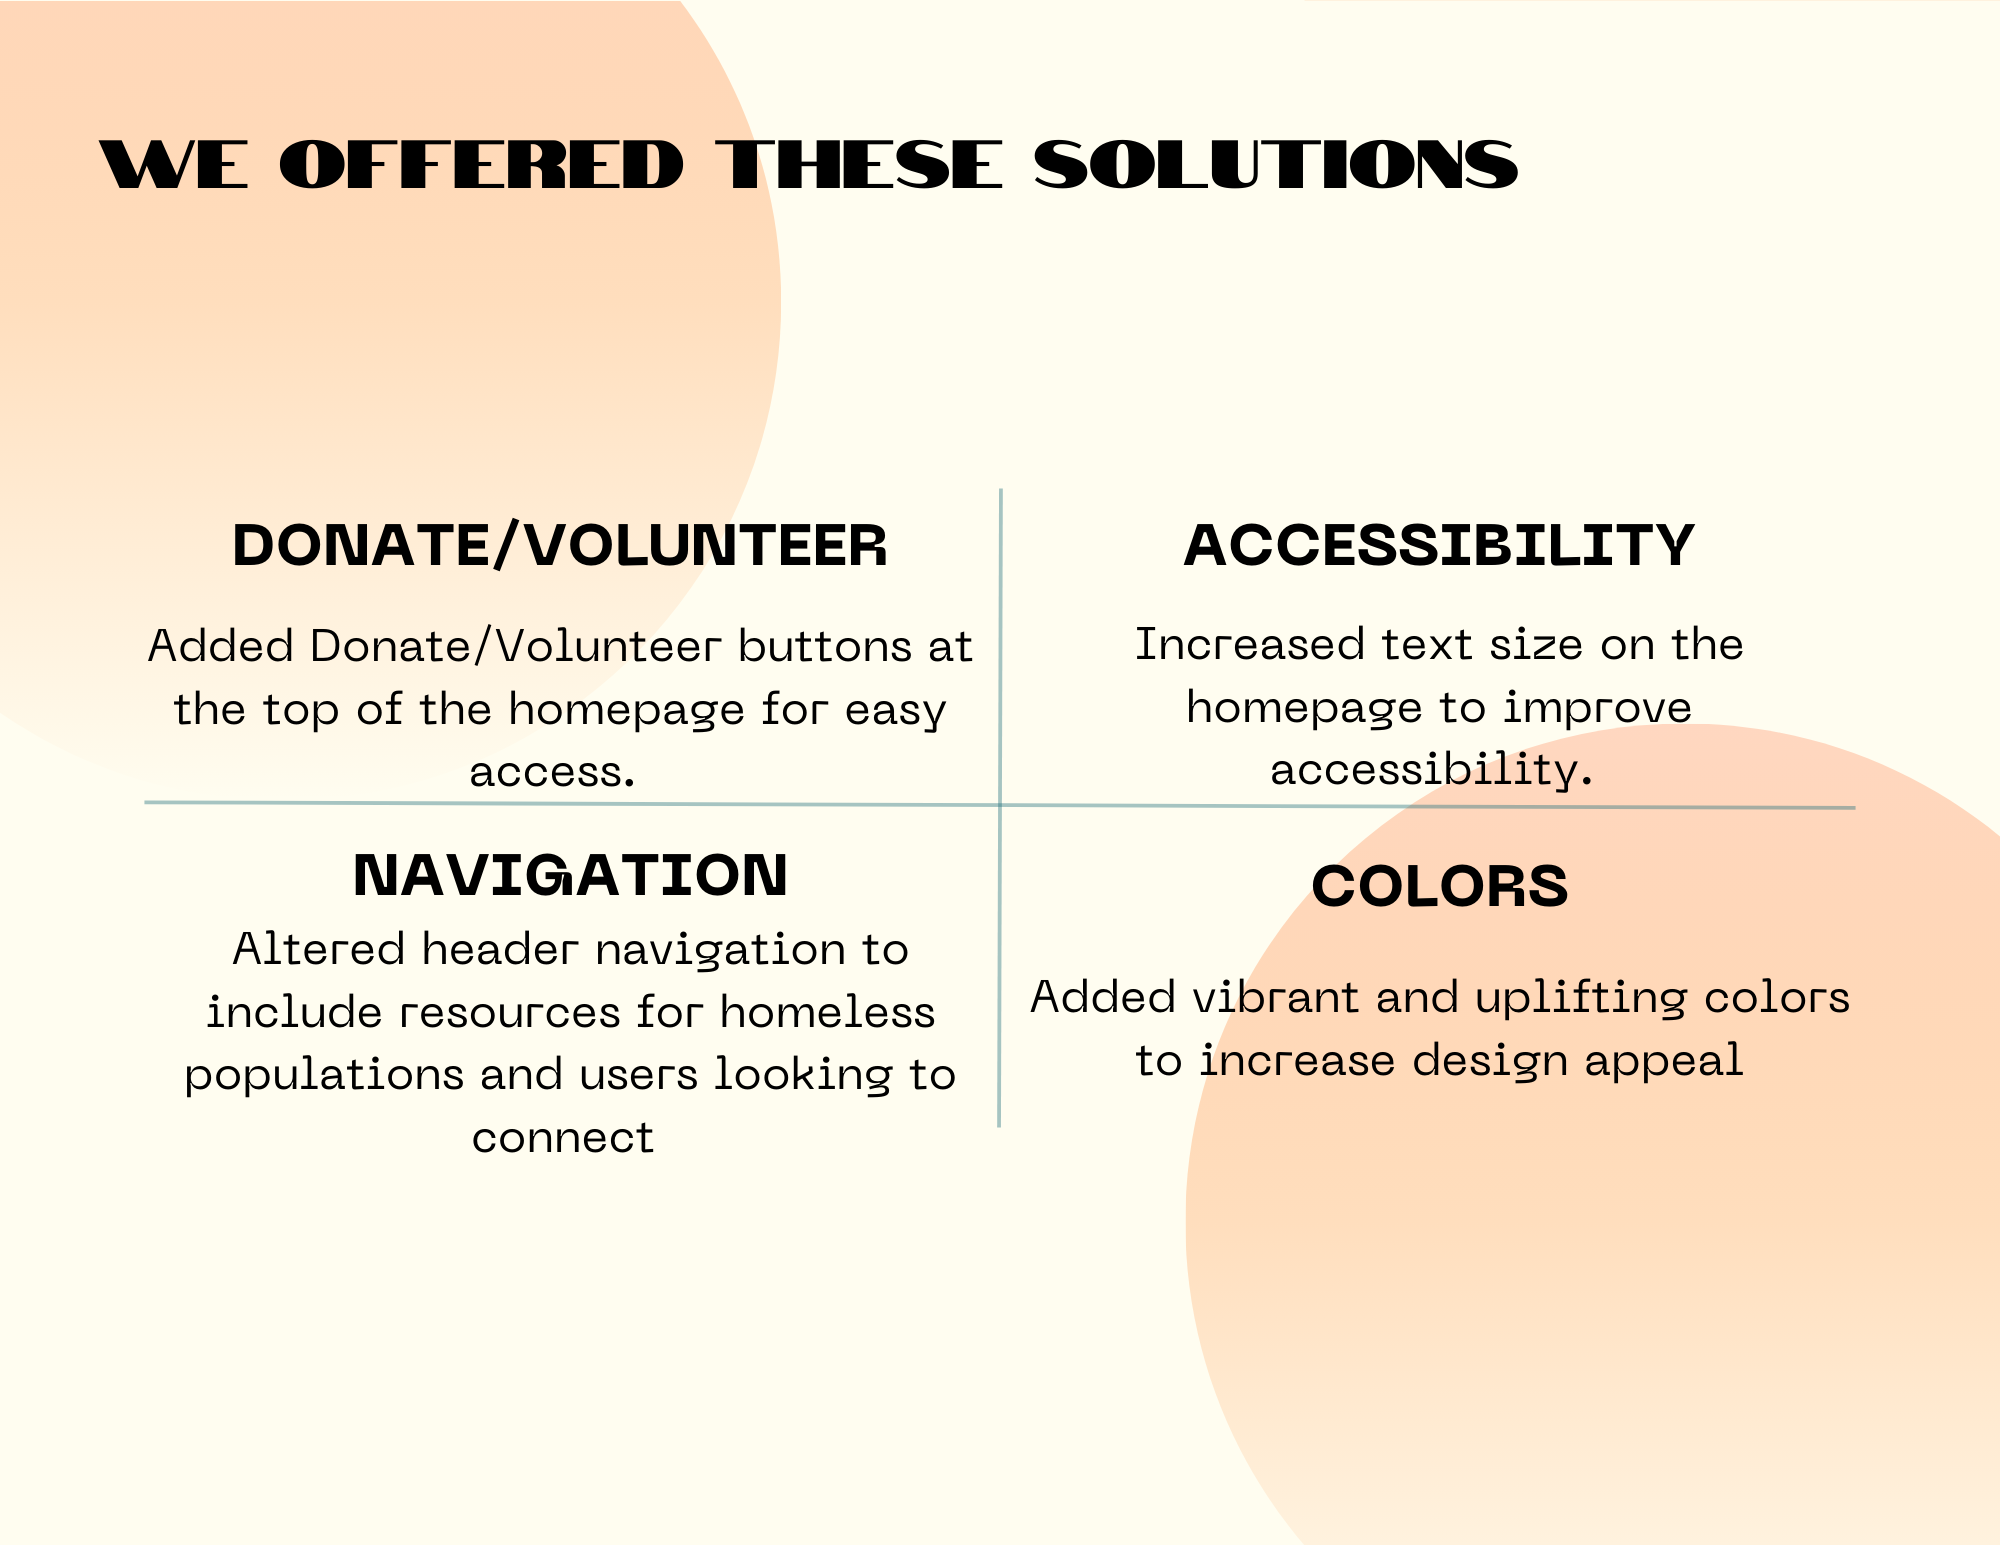 WE OFFERED THESE SOLUTIONS
DONATE/VOLUNTEER
Added Donate/Volunteer buttons at
the top of the homepage for easy
access.
ACCESSIBILITY
Increased text size on the
homepage to improve
accessibility.
NAVIGATION
Altered header navigation to
include resources for homeless
populations and users looking to
connect
COLORS
Added vibrant and uplifting colors
to increase design appeal